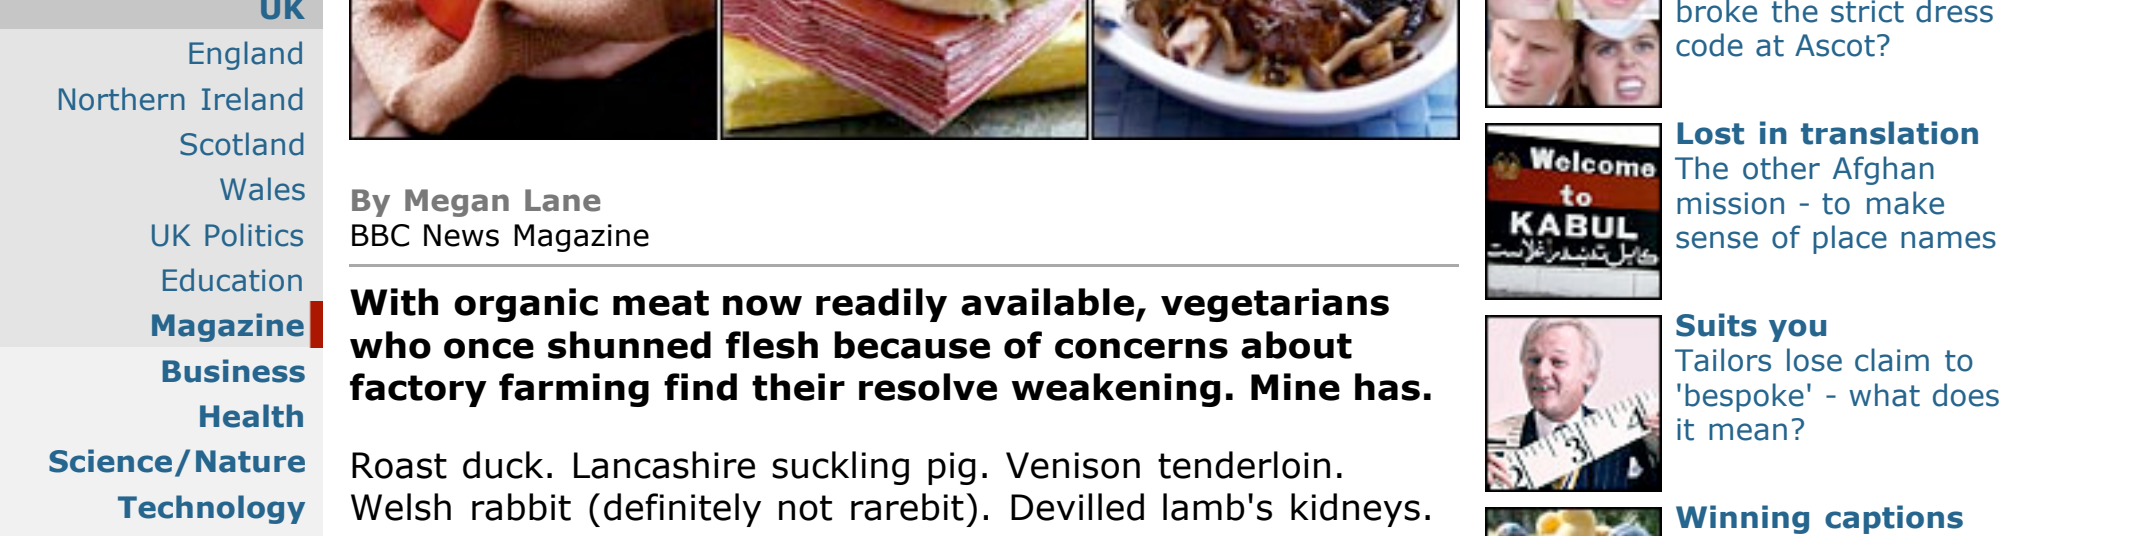 UK
England
Northern Ireland
Scotland
Wales
UK Politics
Education
Magazine
Business
Health
Science/Nature
Technology
By Megan Lane
BBC News Magazine
With organic meat now readily available, vegetarians
who once shunned flesh because of concerns about
factory farming find their resolve weakening. Mine has.
Roast duck. Lancashire suckling pig. Venison tenderloin.
Welsh rabbit (definitely not rarebit). Devilled lamb's kidneys.
broke the strict dress
code at Ascot?
Welcome
to
KABUL
Lost in translation
The other Afghan
mission - to make
sense of place names
3
4
Suits you
Tailors lose claim to
'bespoke' - what does
it mean?
Winning captions